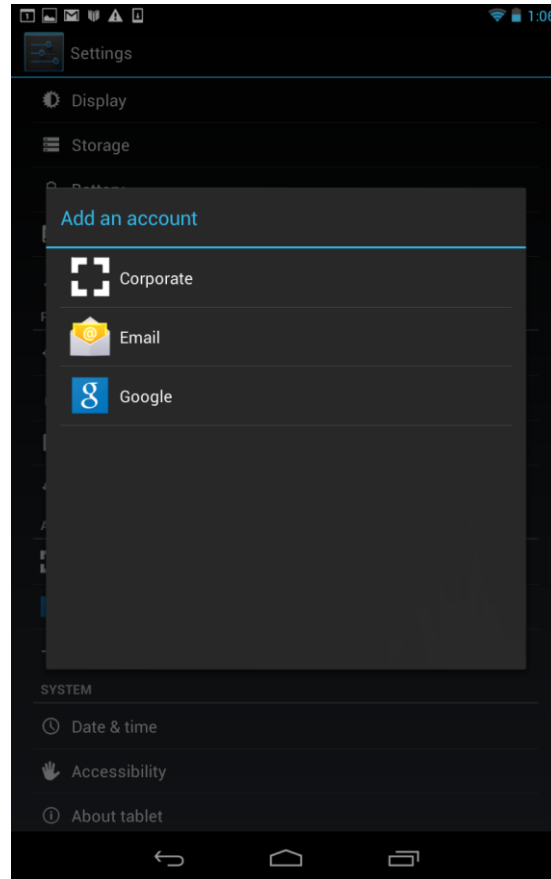 1:06
Settings
Display
Storage
Add an account
Corporate
Email
Google
SYSTEM
Date & time
Accessibility
About tablet